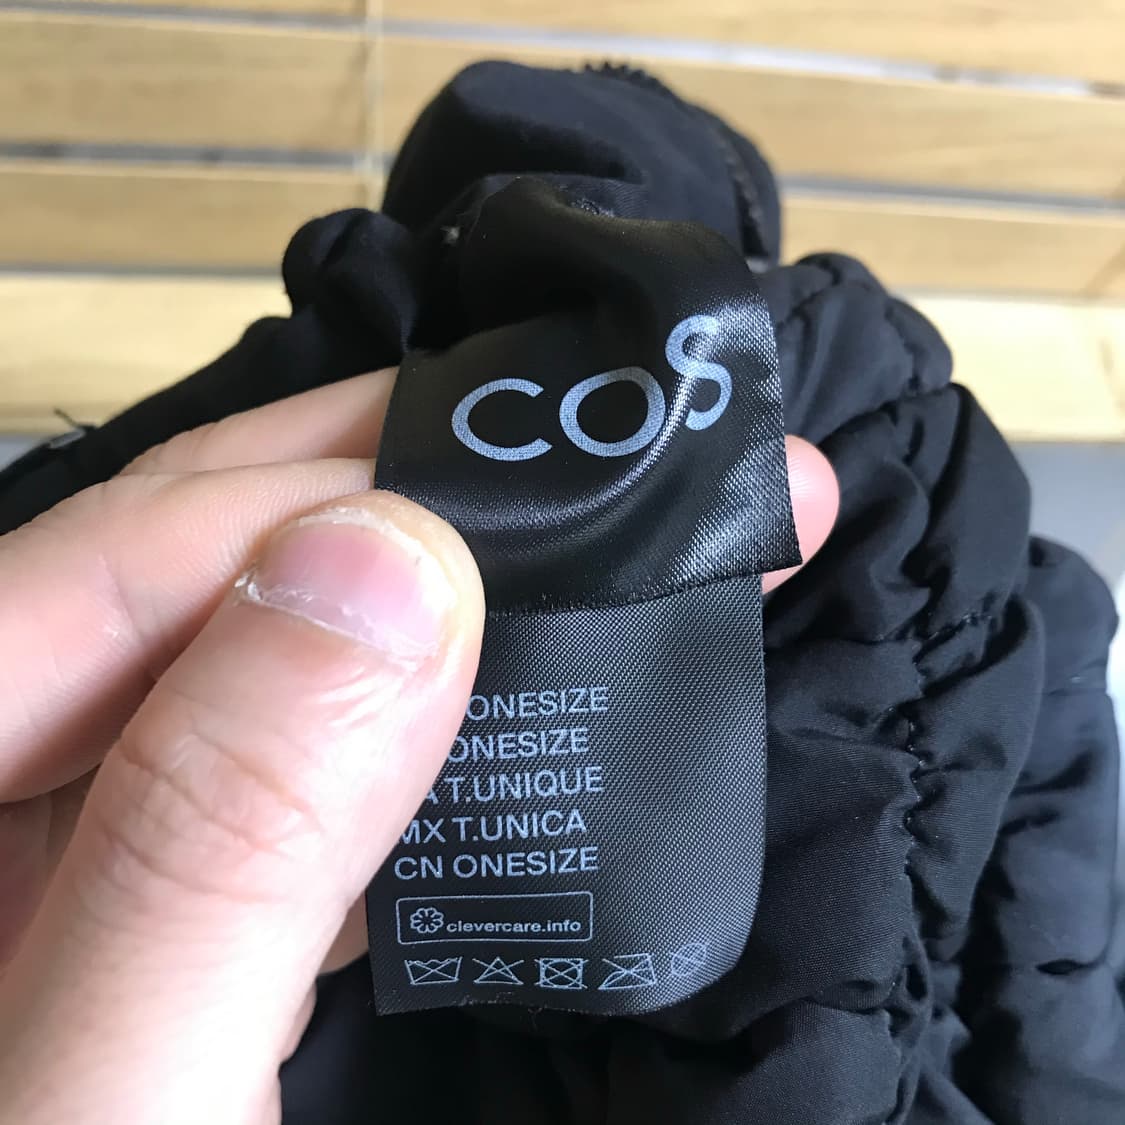 COS
ONESIZE
ONESIZE
T.UNIQUE
MX T.UNICA
CN ONESIZE
clevercare.info